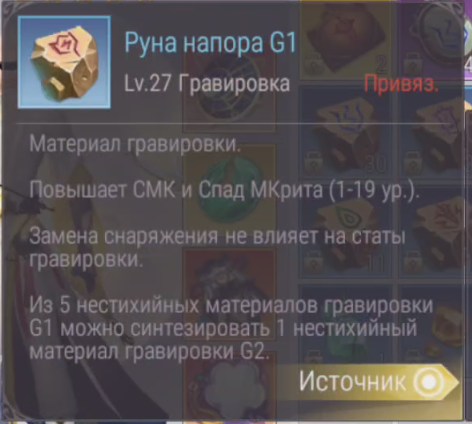 Руна напора G1
Lv.27 Гравировка Привяз.
Материал гравировки.
Повышает СМК и Спад МКрита (1-19 ур.).
Замена снаряжения не влияет на статы
гравировки.
Из 5 нестихийных материалов гравировки
G1 можно синтезировать 1 нестихийный
материал гравировки G2.
Источник